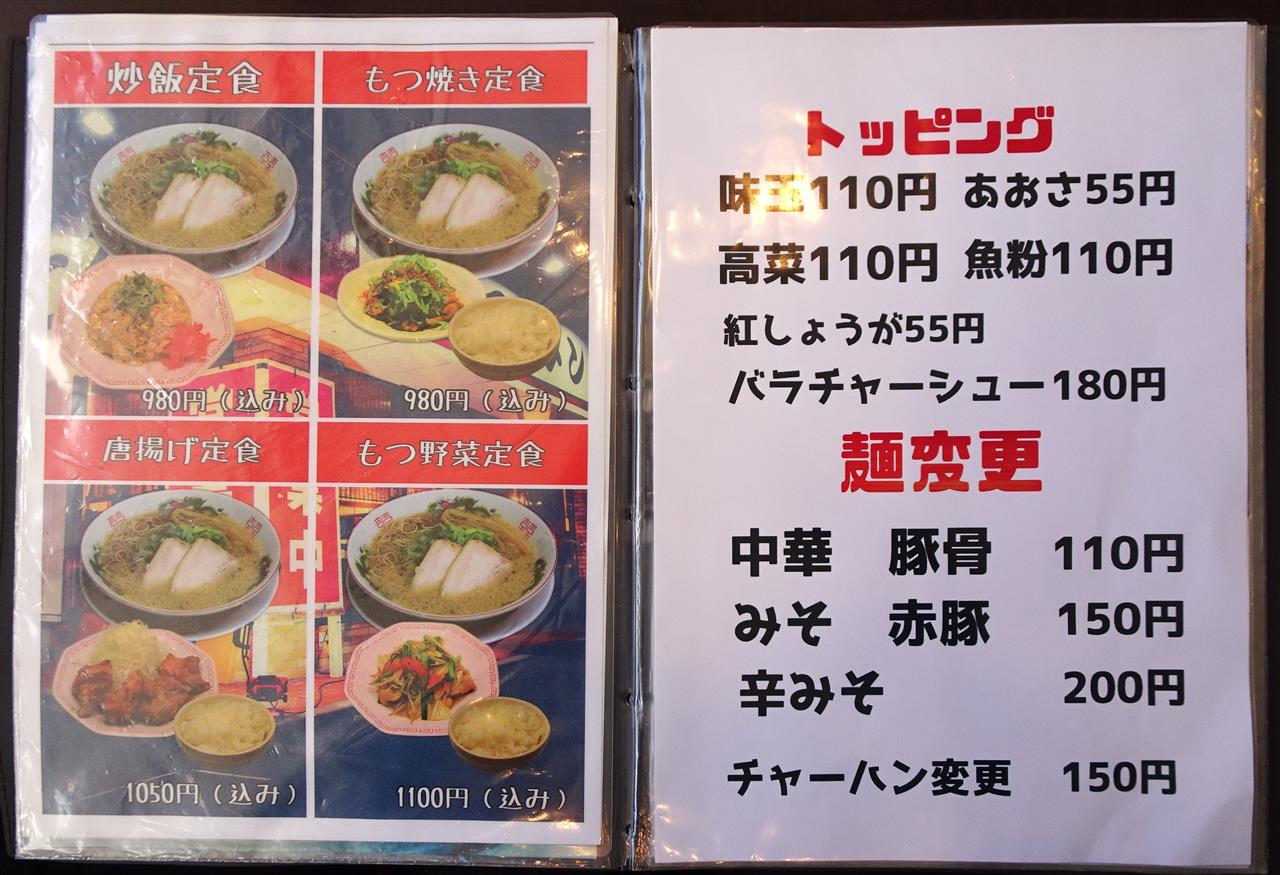 炒飯定食
もつ焼き定食
980円（込み）
980円（込み）
唐揚げ定食
もつ野菜定食
1050円（込み）
1100円（込み）
トッピング
味玉110円 あおさ55円
高菜110円 魚粉110円
紅しょうが55円
バラチャーシュー180円
麺変更
中華 豚骨 110円
みそ 赤豚 150円
辛みそ 200円
チャーハン変更 150円